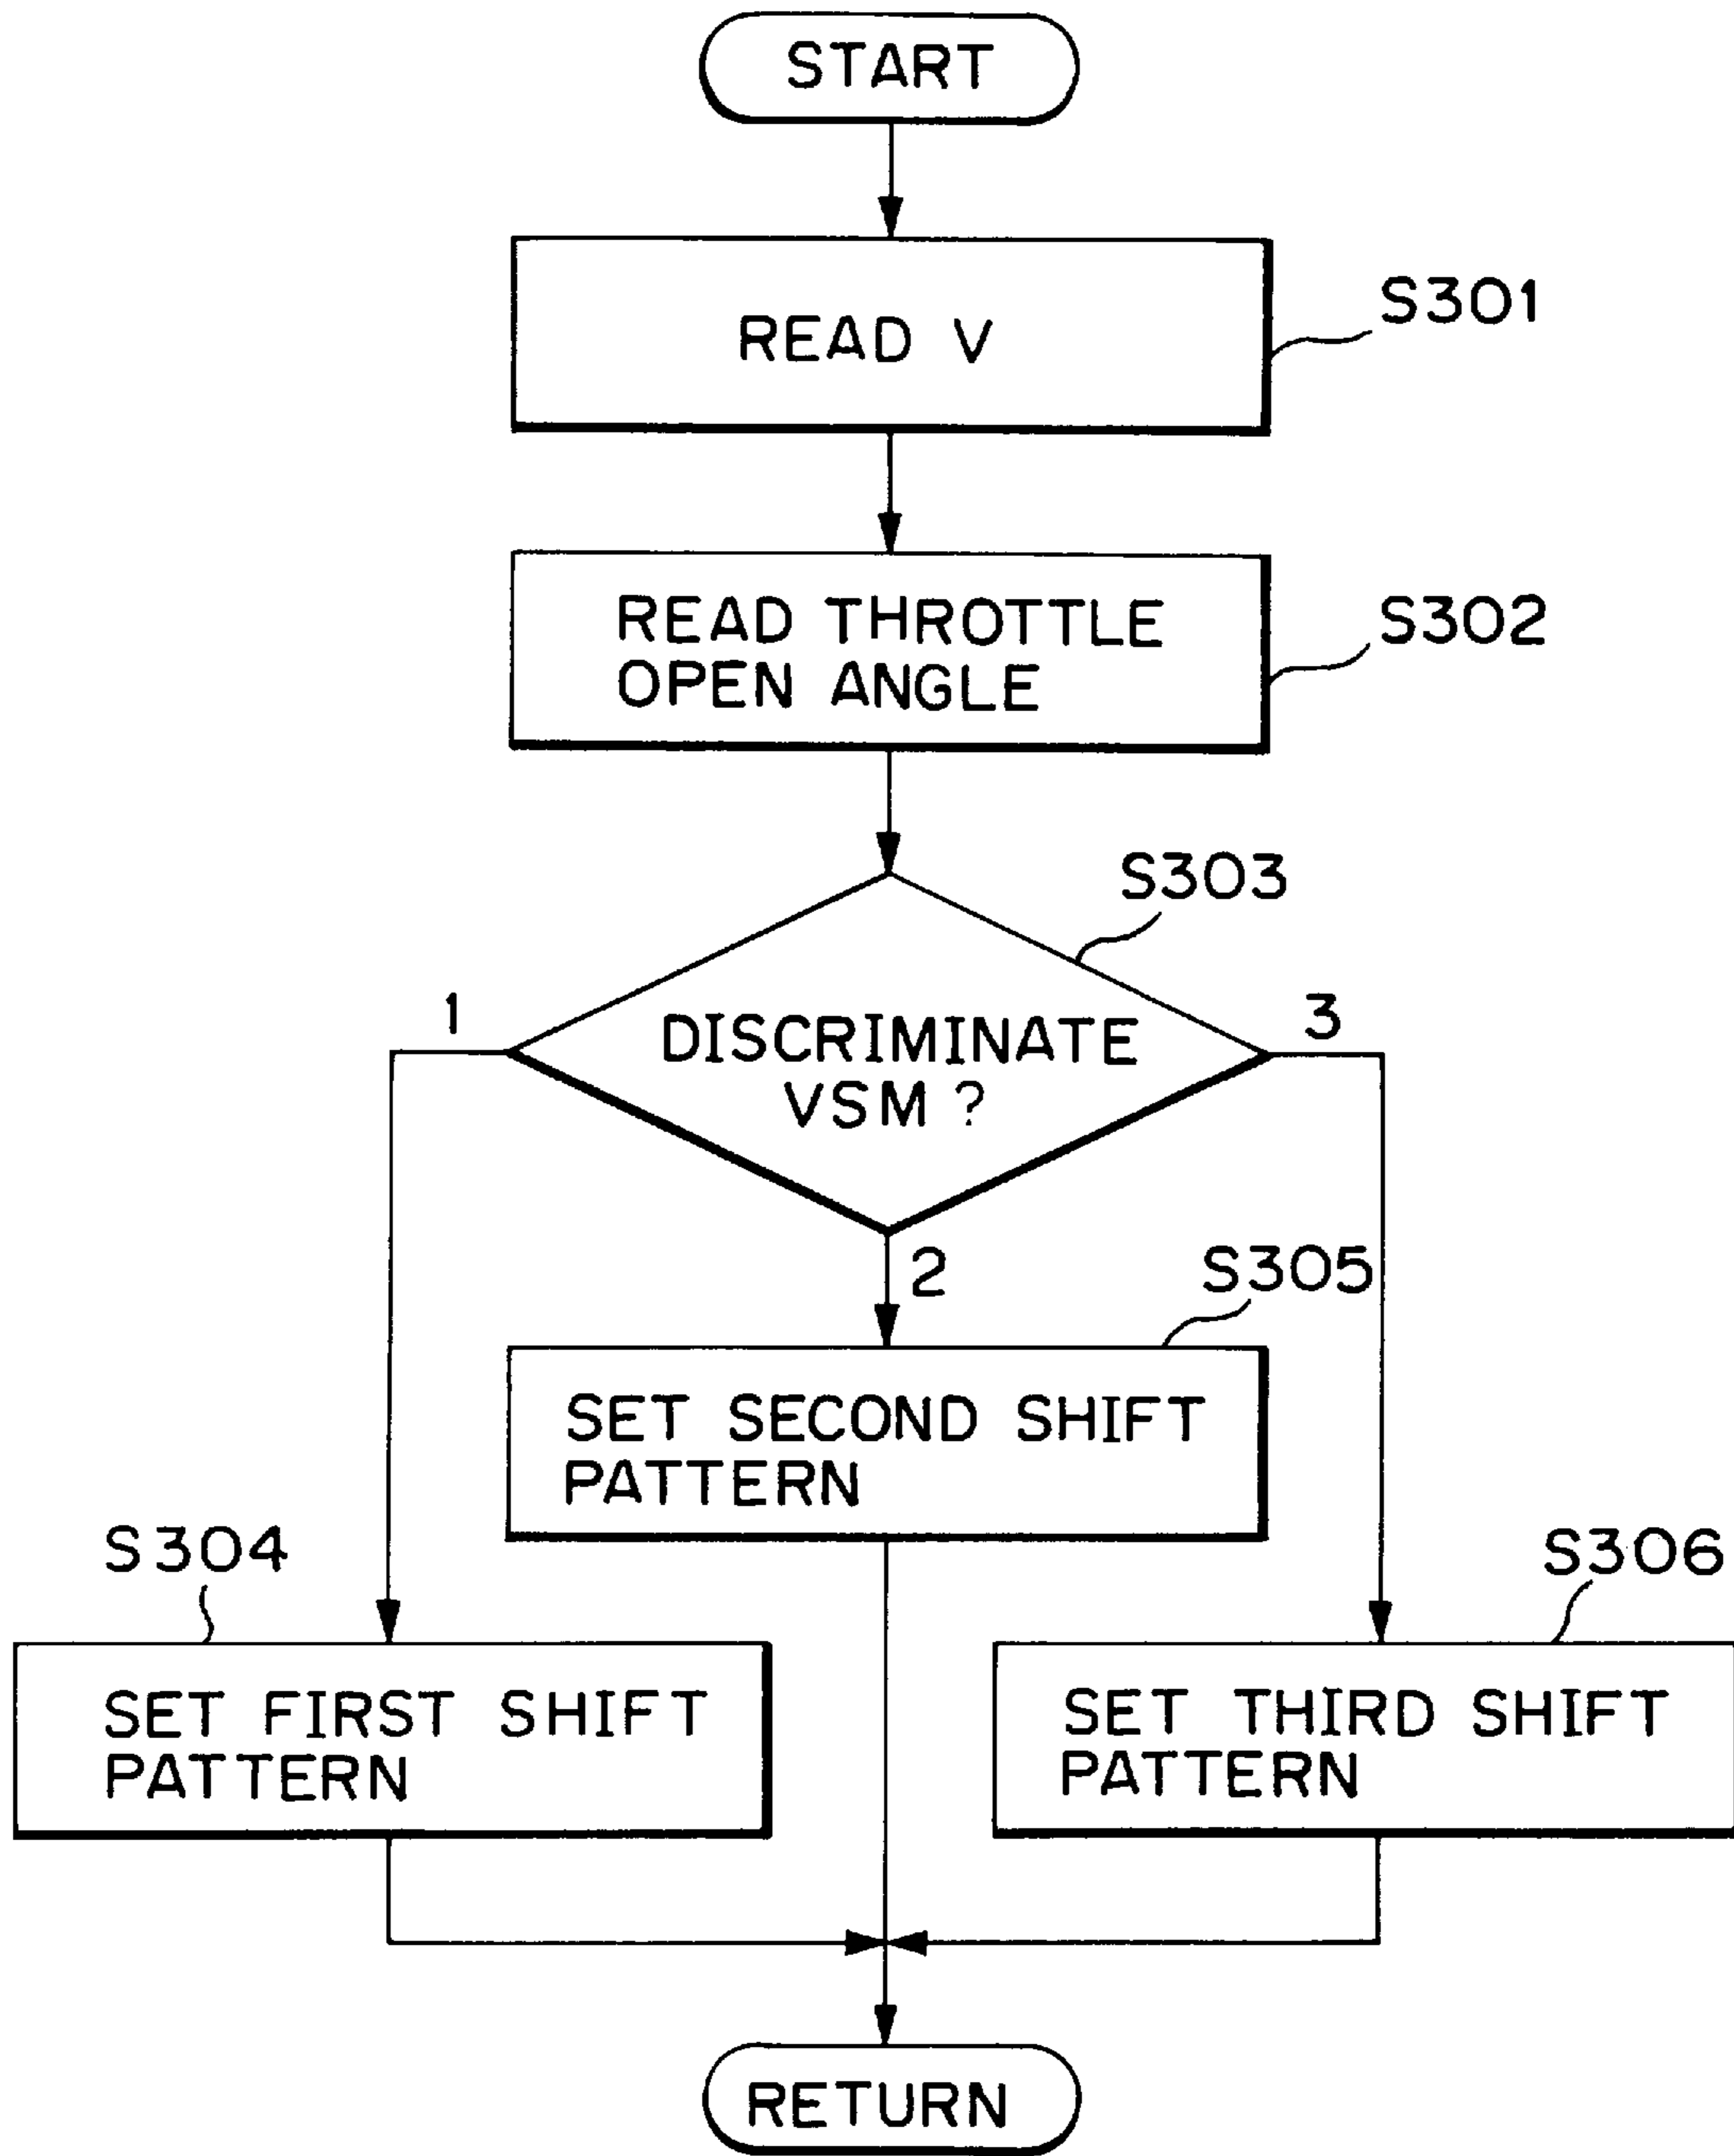 START
READ V
S301
READ THROTTLE
OPEN ANGLE
S302
S303
DISCRIMINATE
VSM ?
1
3
2
S305
SET SECOND SHIFT
PATTERN
S304
SET FIRST SHIFT
PATTERN
S306
SET THIRD SHIFT
PATTERN
RETURN